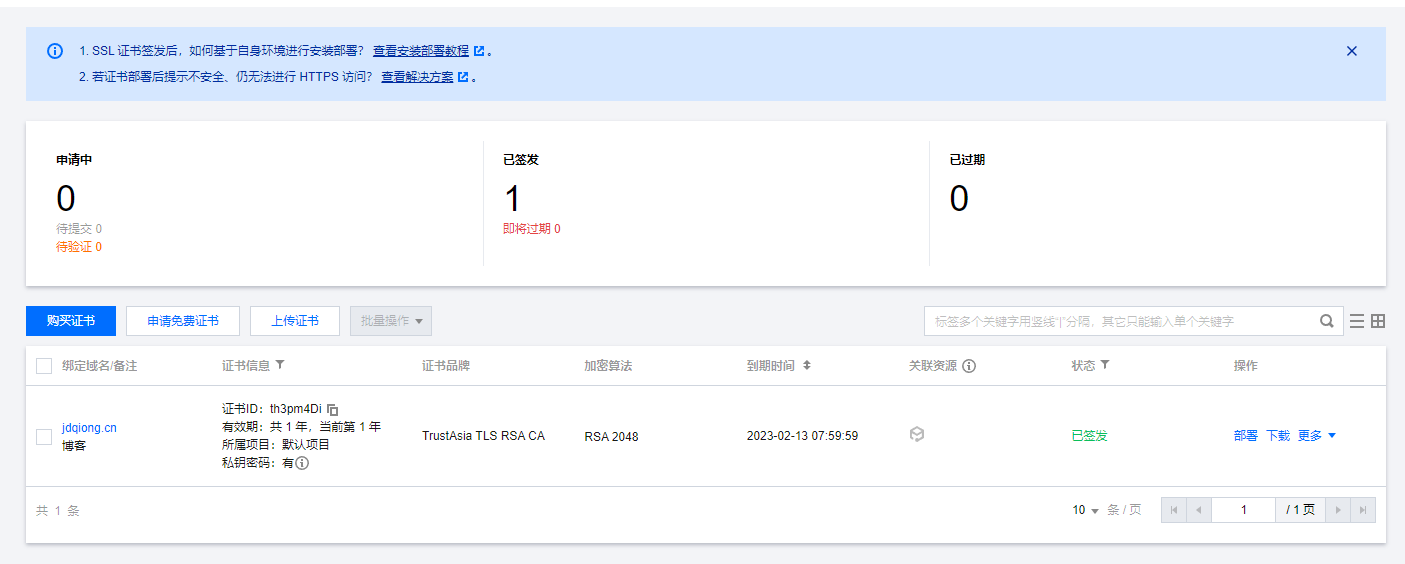 1. SSL 证书签发后，如何基于自身环境进行安装部署？ 查看安装部署教程 。
2. 若证书部署后提示不安全、仍无法进行 HTTPS 访问？ 查看解决方案 。
申请中 已签发 已过期
0 1 0
待提交 0 即将过期 0
待验证 0
购买证书 申请免费证书 上传证书 批量操作 标签多个关键字用竖线"|"分隔，其它只能输入单个关键字
绑定域名/备注 证书信息 证书品牌 加密算法 到期时间 关联资源 状态 操作
证书ID：th3pm4Di
jdqiong.cn 有效期：共 1 年，当前第 1 年
TrustAsia TLS RSA CA RSA 2048 2023-02-13 07:59:59 已签发 部署 下载 更多
博客 所属项目：默认项目
私钥密码：有
共 1 条 10 条 / 页 1 / 1 页